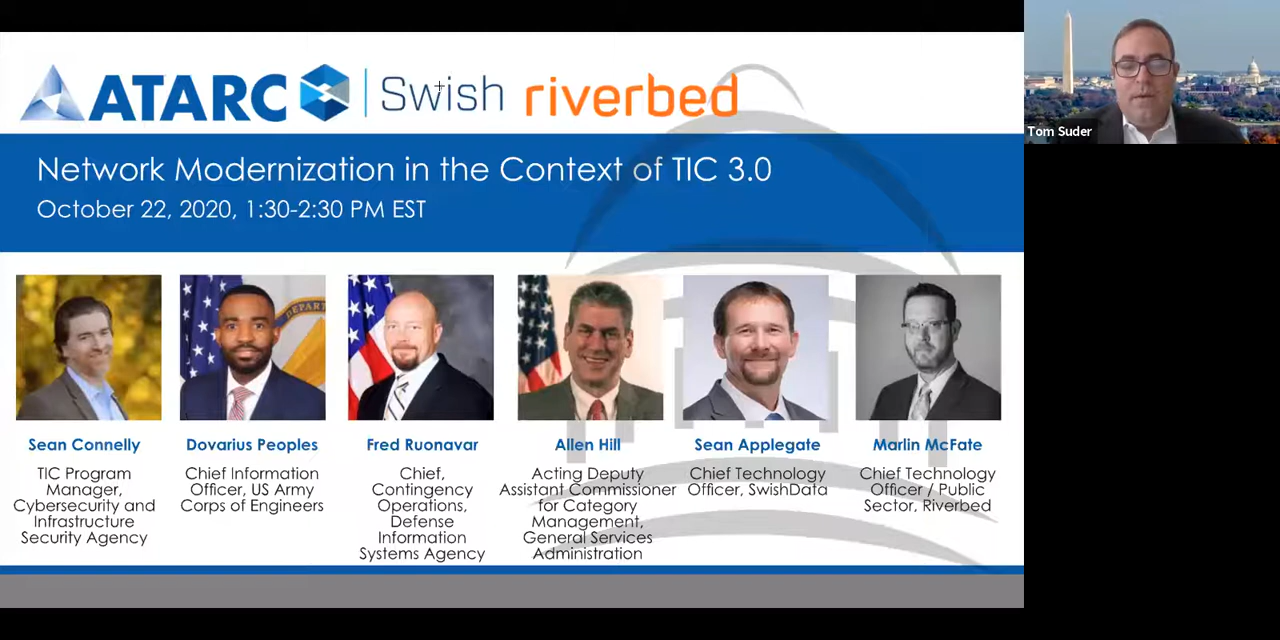 ATARC Swish riverbed
Network Modernization in the Context of TIC 3.0
October 22, 2020, 1:30-2:30 PM EST
Tom Suder
Sean Connelly
TIC Program
Manager,
Cybersecurity and
Infrastructure
Security Agency
Dovarius Peoples
Chief Information
Officer, US Army
Corps of Engineers
Fred Ruonavar
Chief,
Contingency
Operations,
Defense
Information
Systems Agency
Allen Hill
Acting Deputy
Assistant Commissioner
for Category
Management,
General Services
Administration
Sean Applegate
Chief Technology
Officer, SwishData
Marlin McFate
Chief Technology
Officer / Public
Sector, Riverbed
DEPART